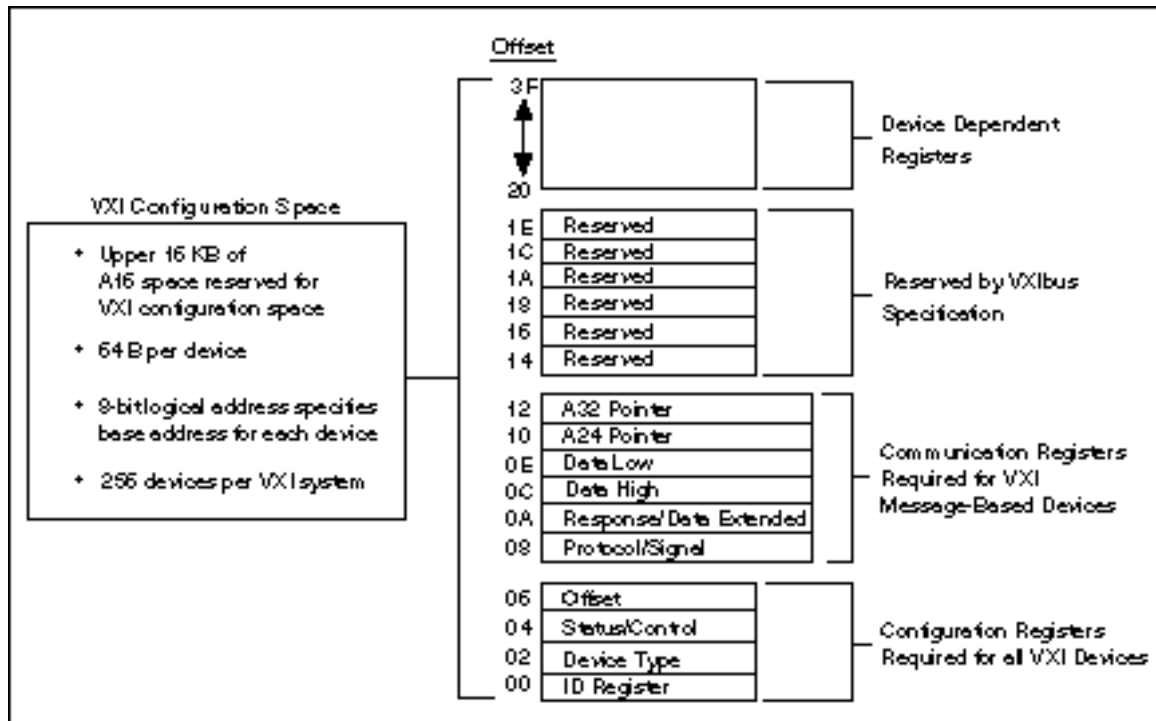 VXI Configuration Space
+ Upper 16 KB of
A16 space reserved for
VXI configuration space
+ 64 B per device
+ 8-bit logical address specifies
base address for each device
+ 256 devices per VXI system
Offset
3F
20
Device Dependent
Registers
1E Reserved
1C Reserved
1A Reserved
18 Reserved
16 Reserved
14 Reserved
Reserved by VXIbus
Specification
12 A32 Pointer
10 A24 Pointer
0E Data Low
0C Data High
0A Response/Data Extended
08 Protocol/Signal
Communication Registers
Required for VXI
Message-Based Devices
06 Offset
04 Status/Control
02 Device Type
00 ID Register
Configuration Registers
Required for all VXI Devices